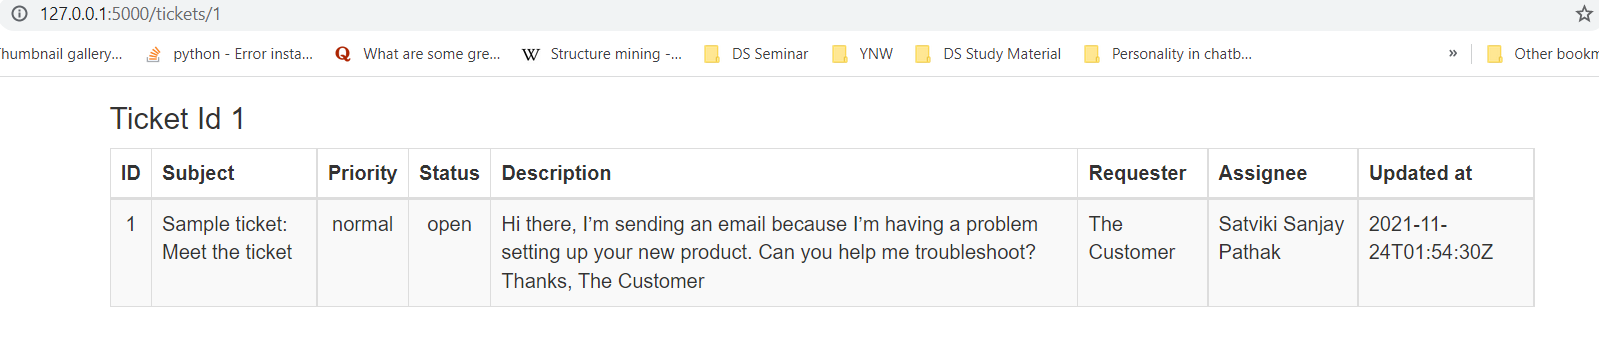 127.0.0.1:5000/tickets/1
humbnail gallery... python - Error insta... What are some gre... W Structure mining -... DS Seminar YNW DS Study Material Personality in chatb... » Other bookm
Ticket Id 1
ID Subject Priority Status Description Requester Assignee Updated at
1 Sample ticket: normal open Hi there, I’m sending an email because I’m having a problem The Satviki Sanjay 2021-11-
Meet the ticket setting up your new product. Can you help me troubleshoot? Customer Pathak 24T01:54:30Z
Thanks, The Customer